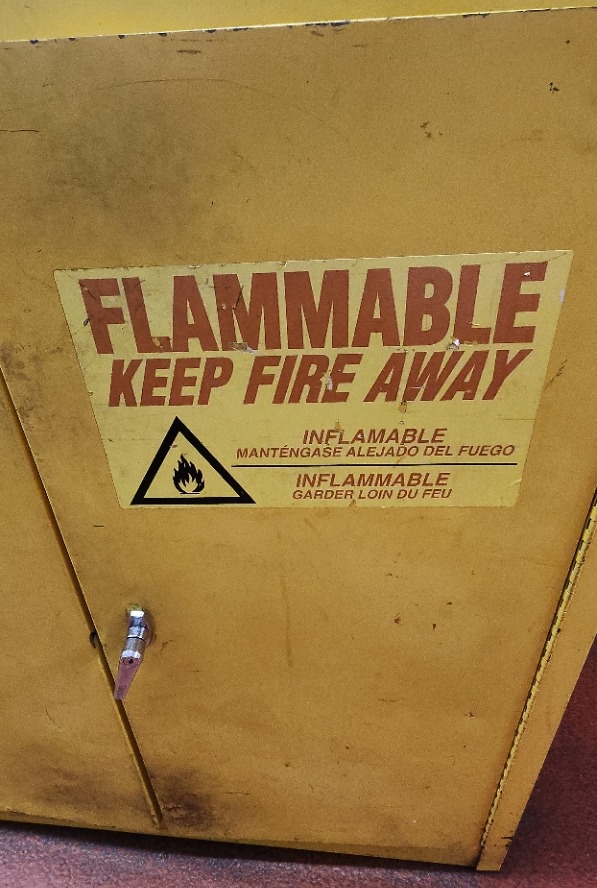 FLAMMABLE
KEEP FIRE AWAY
INFLAMABLE
MANTÉNGASE ALEJADO DEL FUEGO
INFLAMMABLE
GARDER LOIN DU FEU